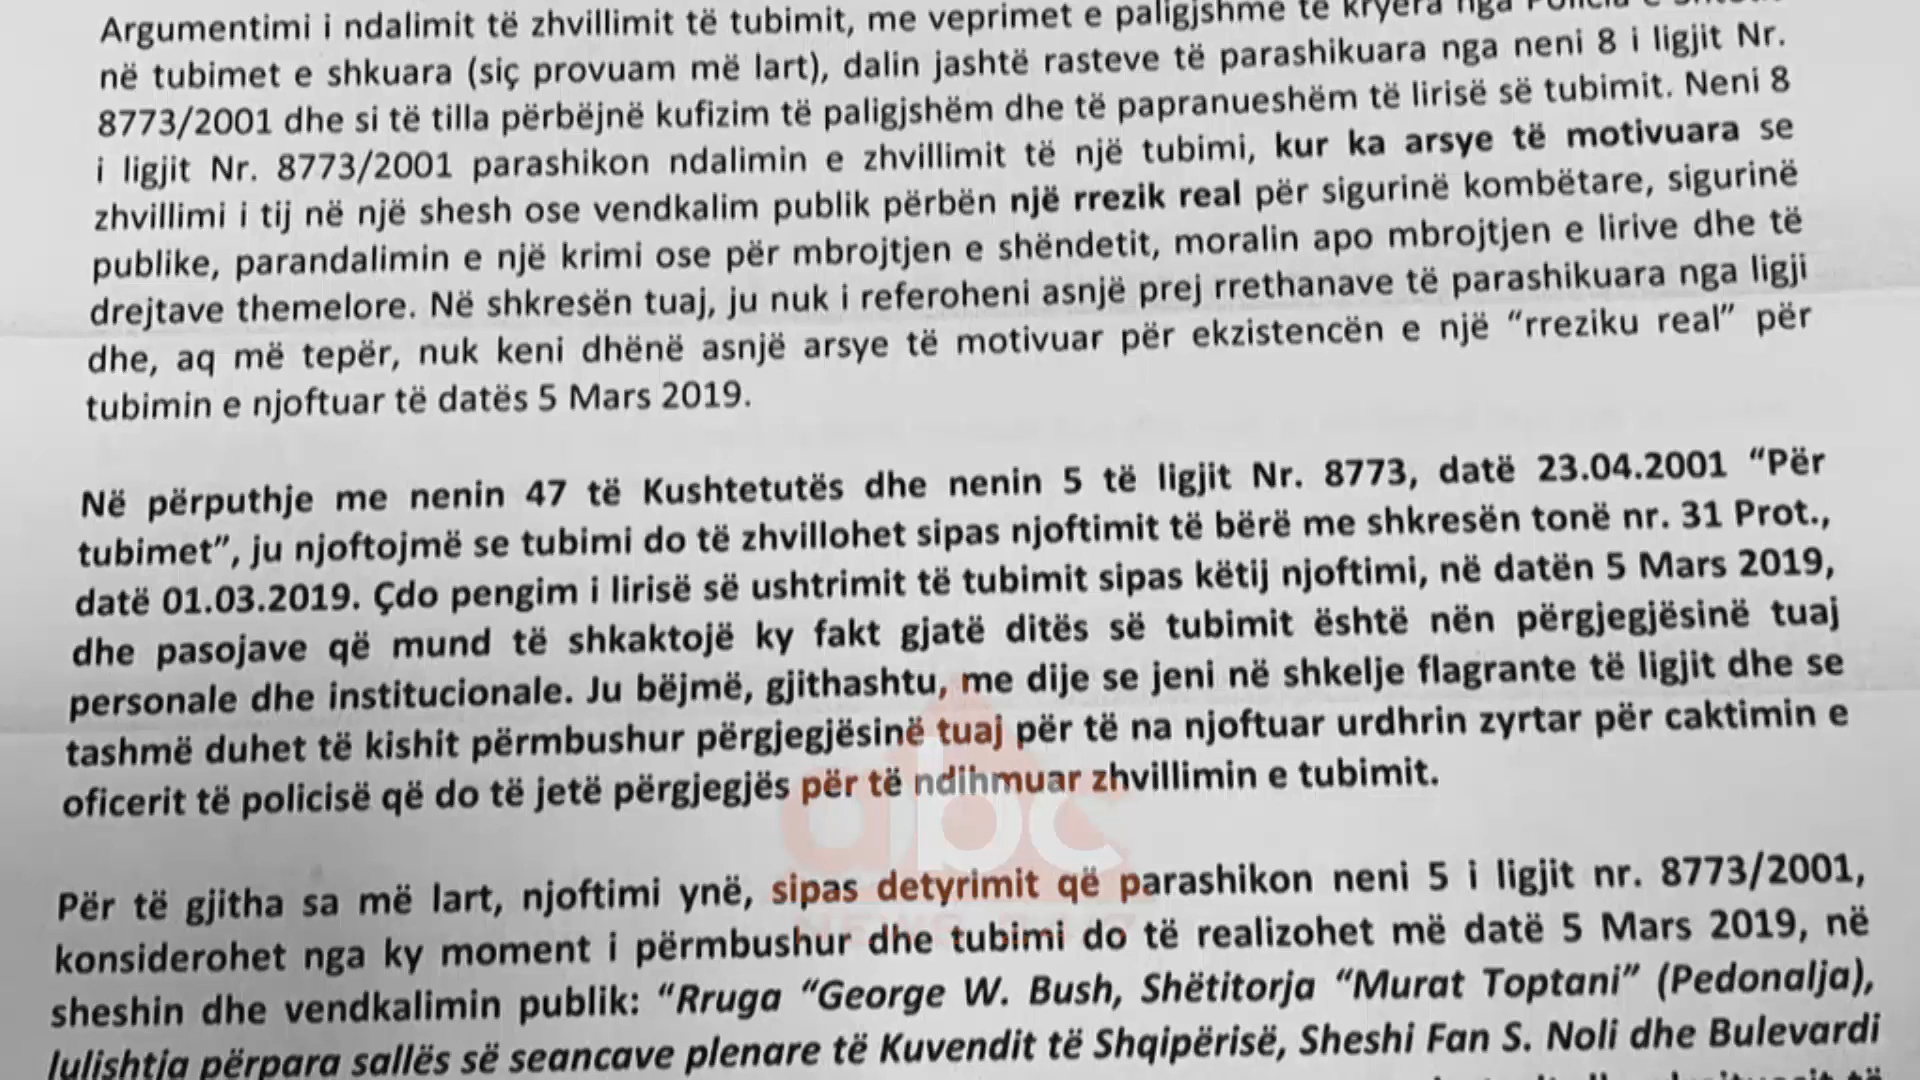 Argumentimi i ndalimit të zhvillimit të tubimit, me veprimet e paligjshme të kryera nga Policia e
në tubimet e shkuara (siç provuam më lart), dalin jashtë rasteve të parashikuara nga neni 8 i ligjit Nr.
8773/2001 dhe si të tilla përbëjnë kufizim të paligjshëm dhe të papranueshëm të lirisë së tubimit. Neni 8
i ligjit Nr. 8773/2001 parashikon ndalimin e zhvillimit të një tubimi, kur ka arsye të motivuara se
zhvillimi i tij në një shesh ose vendkalim publik përbën një rrezik real për sigurinë kombëtare, sigurinë
publike, parandalimin e një krimi ose për mbrojtjen e shëndetit, moralin apo mbrojtjen e lirive dhe të
drejtave themelore. Në shkresën tuaj, ju nuk i referoheni asnjë prej rrethanave të parashikuara nga ligji
dhe, aq më tepër, nuk keni dhënë asnjë arsye të motivuar për ekzistencën e një “rreziku real” për
tubimin e njoftuar të datës 5 Mars 2019.
Në përputhje me nenin 47 të Kushtetutës dhe nenin 5 të ligjit Nr. 8773, datë 23.04.2001 “Për
tubimet”, ju njoftojmë se tubimi do të zhvillohet sipas njoftimit të bërë me shkresën tonë nr. 31 Prot.,
datë 01.03.2019. Çdo pengim i lirisë së ushtrimit të tubimit sipas këtij njoftimi, në datën 5 Mars 2019,
dhe pasojave që mund të shkaktojë ky fakt gjatë ditës së tubimit është nën përgjegjësinë tuaj
personale dhe institucionale. Ju bëjmë, gjithashtu, me dije se jeni në shkelje flagrante të ligjit dhe se
tashmë duhet të kishit përmbushur përgjegjësinë tuaj për të na njoftuar urdhrin zyrtar për caktimin e
oficerit të policisë që do të jetë përgjegjës për të ndihmuar zhvillimin e tubimit.
abc
Për të gjitha sa më lart, njoftimi ynë, sipas detyrimit që parashikon neni 5 i ligjit nr. 8773/2001,
konsiderohet nga ky moment i përmbushur dhe tubimi do të realizohet më datë 5 Mars 2019, në
sheshin dhe vendkalimin publik: “Rruga “George W. Bush, Shëtitorja “Murat Toptani” (Pedonalja),
lulishtja përpara sallës së seancave plenare të Kuvendit të Shqipërisë, Sheshi Fan S. Noli dhe Bulevardi